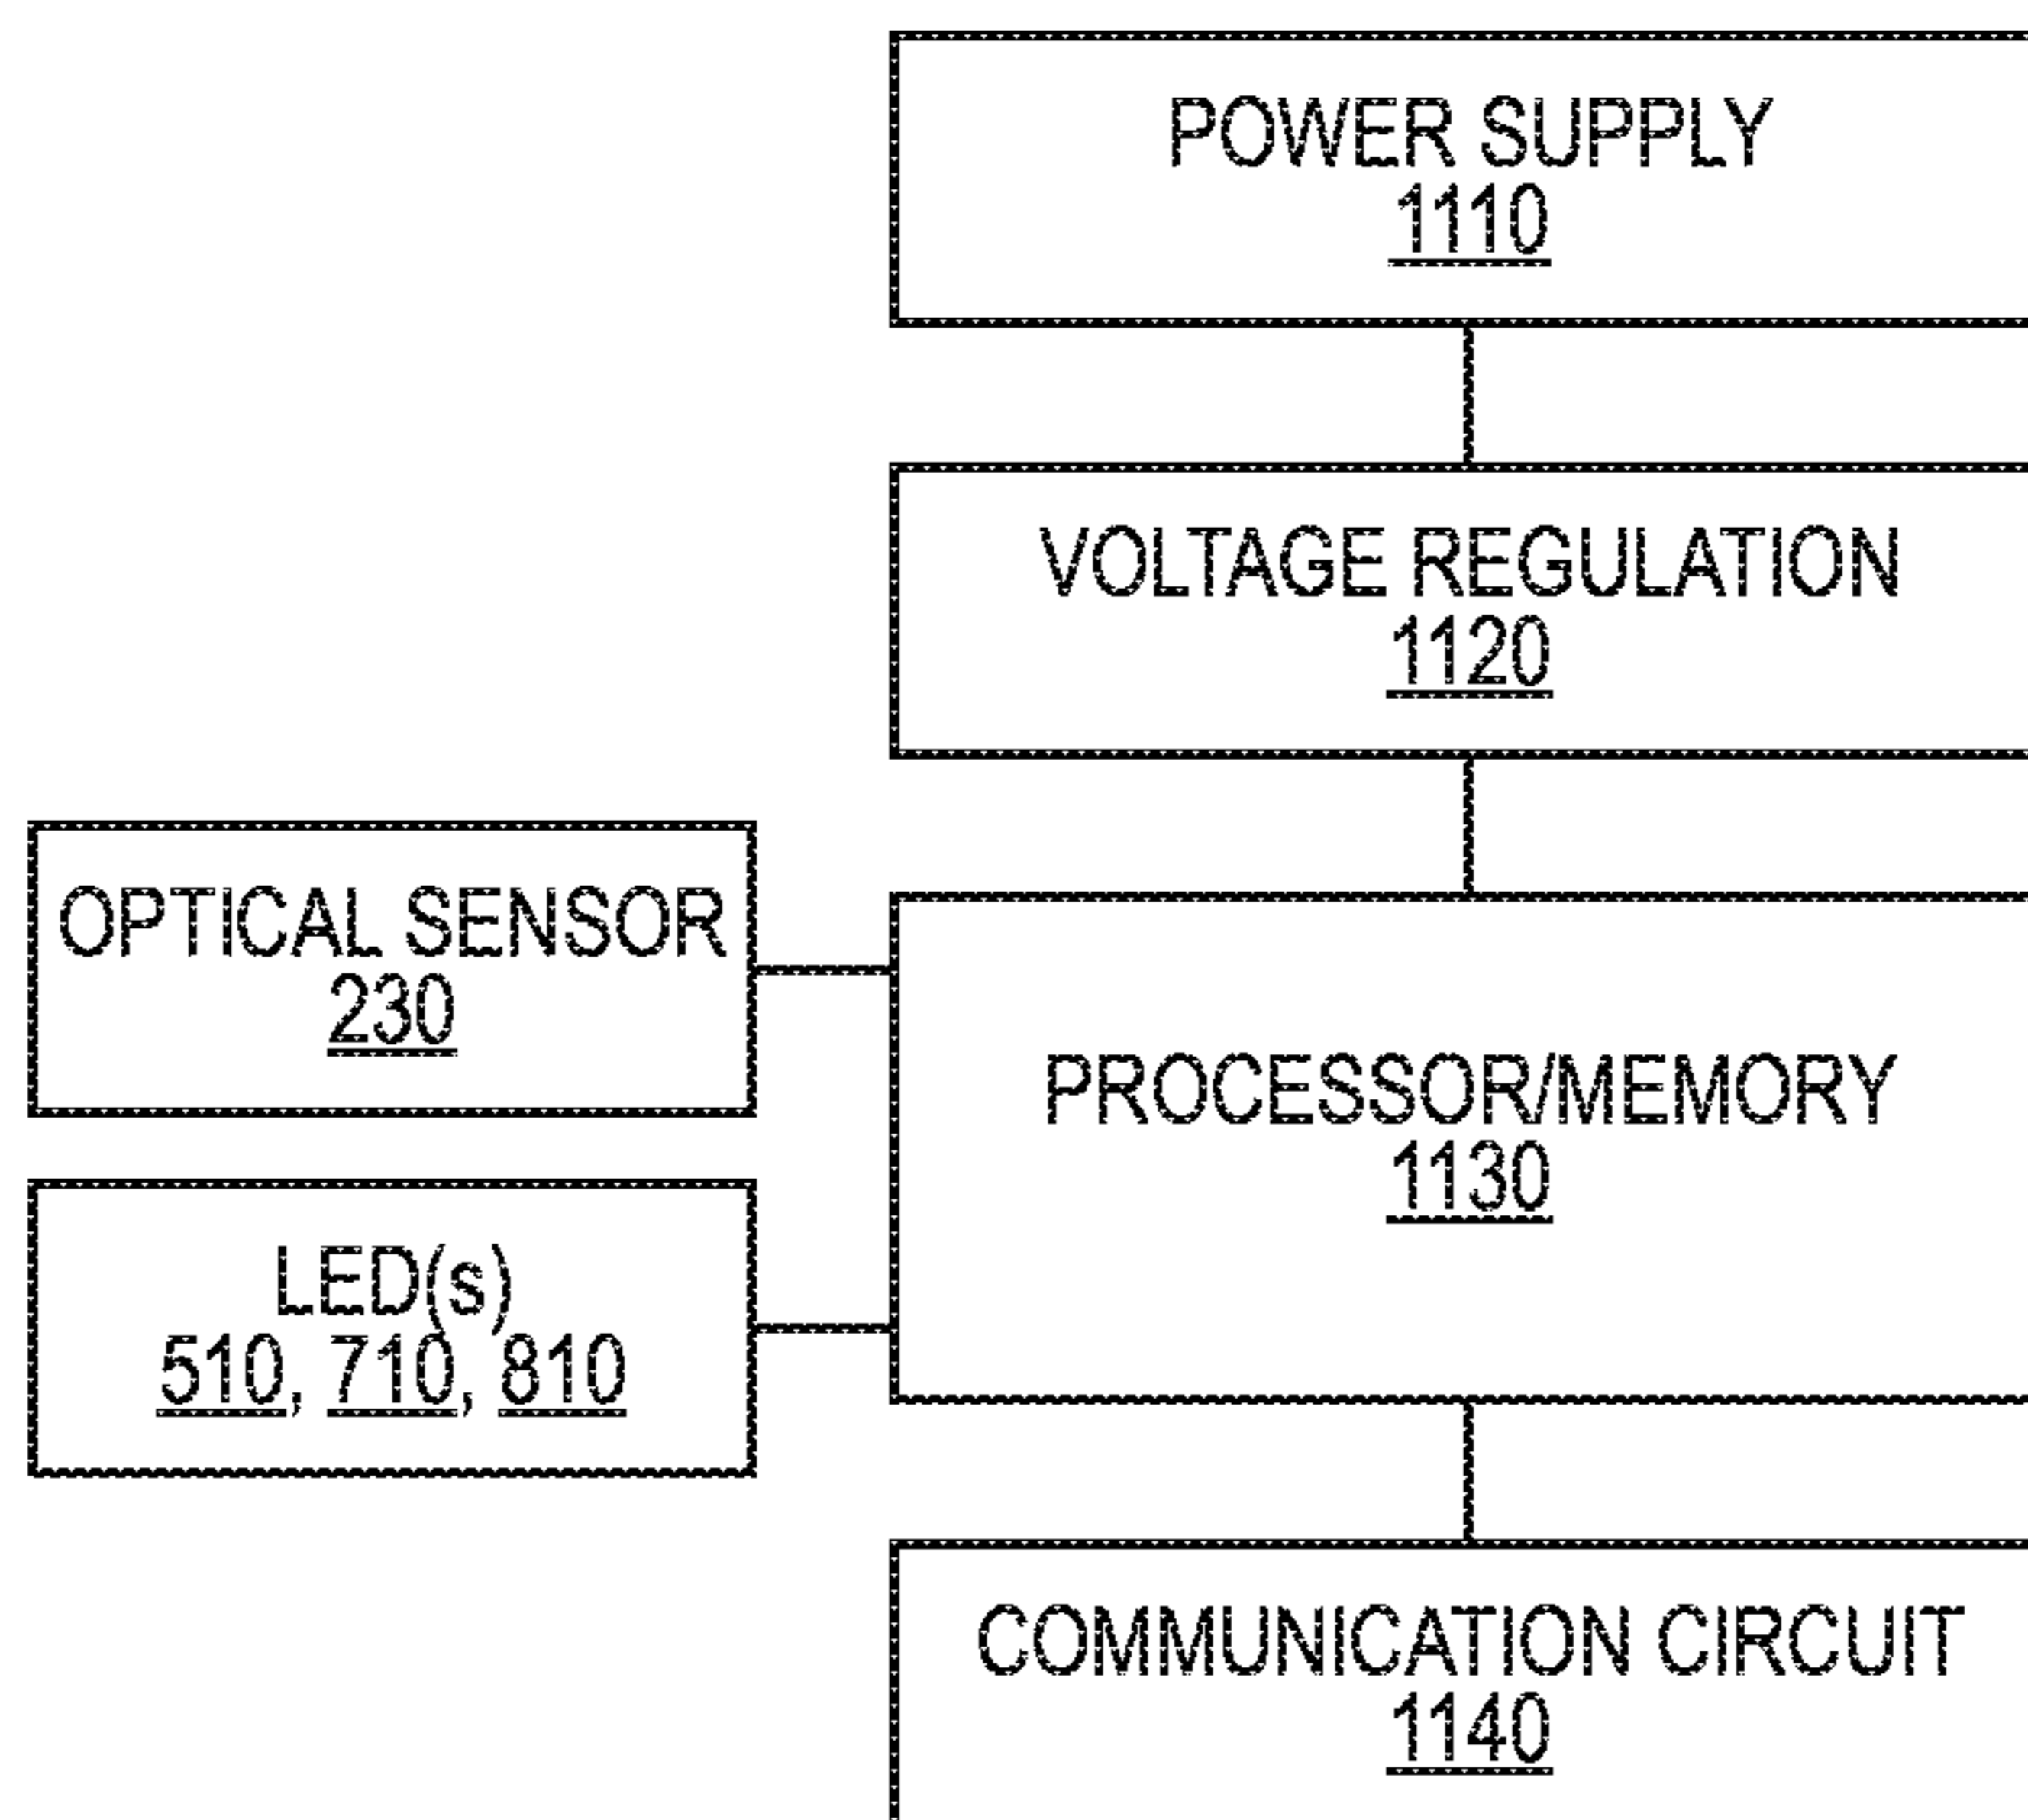 POWER SUPPLY
1110
VOLTAGE REGULATION
1120
OPTICAL SENSOR
230
PROCESSOR/MEMORY
1130
LED(s)
510, 710, 810
COMMUNICATION CIRCUIT
1140